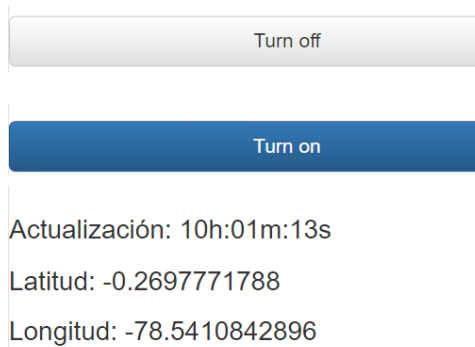 Turn off
Turn on
Actualización: 10h:01m:13s
Latitud: -0.2697771788
Longitud: -78.5410842896